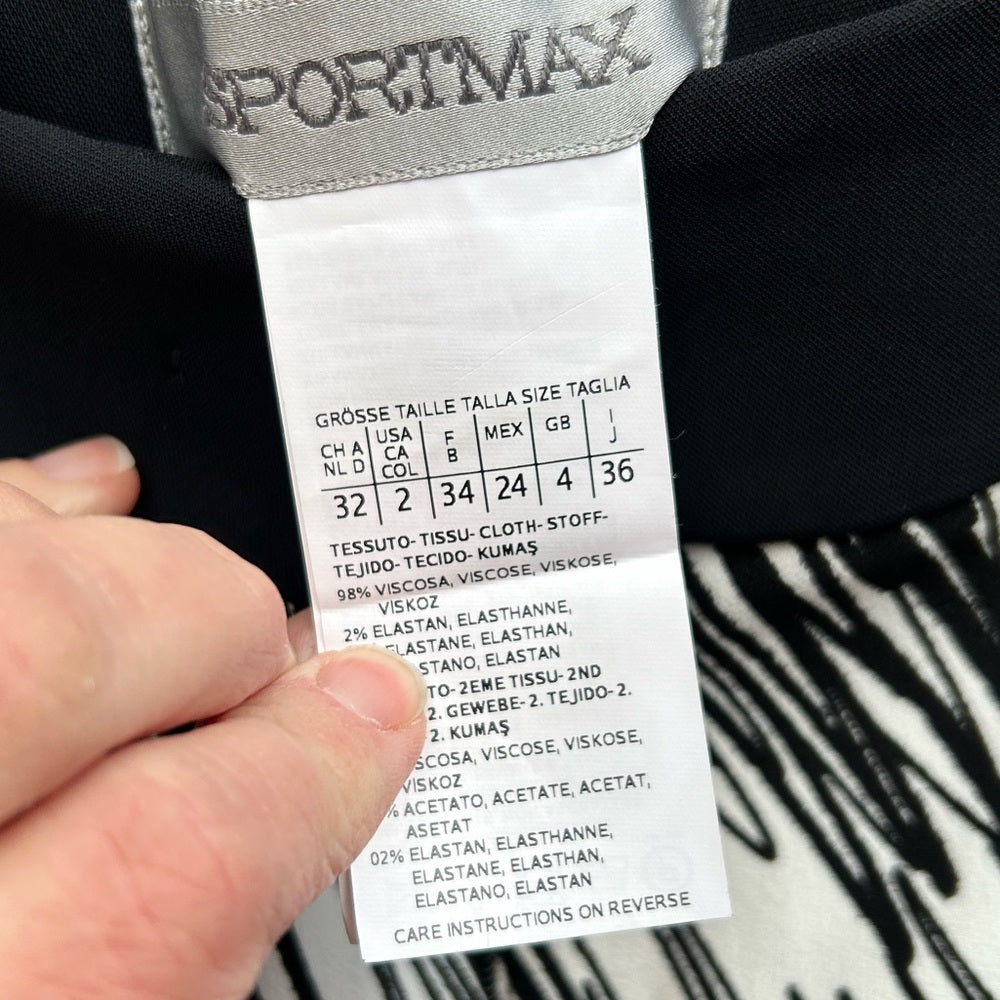 SPORTMAX
GRÖSSE TAILLE TALLA SIZE TAGLIA
CH A NL D | USA CA COL | F B | MEX | GB | I J
32 | 2 | 34 | 24 | 4 | 36
TESSUTO- TISSU- CLOTH- STOFF-
TEJIDO- TECIDO- KUMAŞ
98% VISCOSA, VISCOSE, VISKOSE,
VISKOZ
2% ELASTAN, ELASTHANNE,
ELASTANE, ELASTHAN,
STANO, ELASTAN
TO- 2EME TISSU- 2ND
2. GEWEBE- 2. TEJIDO- 2.
2. KUMAŞ
SCOSA, VISCOSE, VISKOSE,
VISKOZ
% ACETATO, ACETATE, ACETAT,
ASETAT
02% ELASTAN, ELASTHANNE,
ELASTANE, ELASTHAN,
ELASTANO, ELASTAN
CARE INSTRUCTIONS ON REVERSE